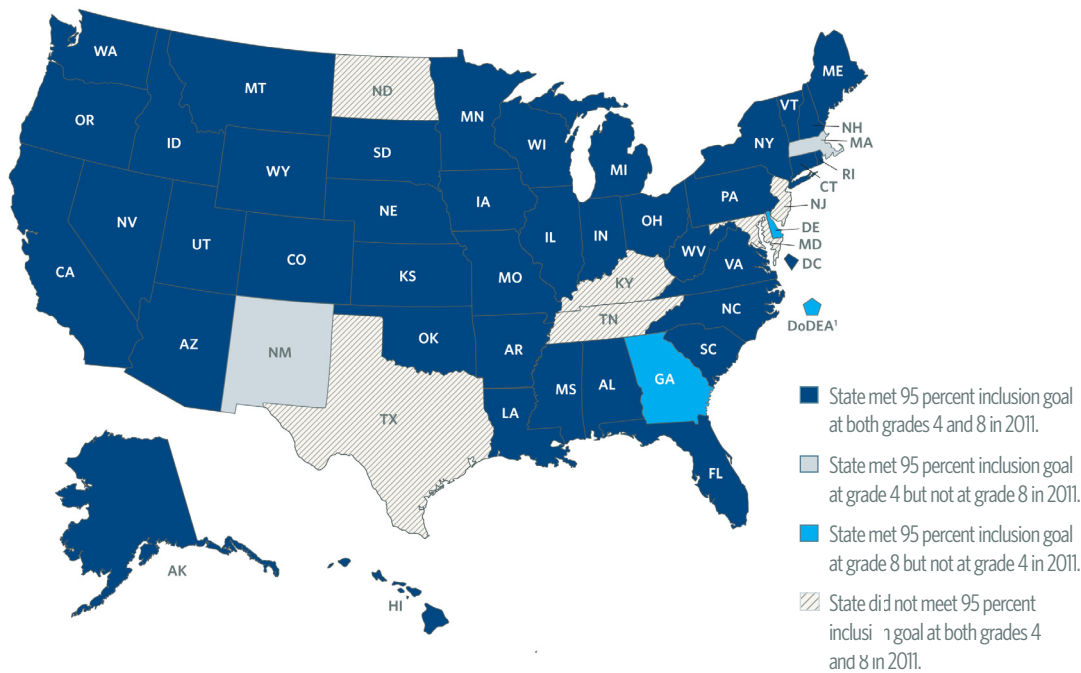 WA
MT
ND
MN
ME
VT
NH
MA
OR
ID
SD
WI
MI
NY
RI
CT
WY
IA
PA
NJ
NV
NE
IL
IN
OH
DE
MD
DC
UT
CO
KS
MO
WV
VA
CA
KY
NC
DoDEA¹
AZ
NM
OK
AR
TN
SC
TX
LA
MS
AL
GA
FL
AK
HI
State met 95 percent inclusion goal
at both grades 4 and 8 in 2011.
State met 95 percent inclusion goal
at grade 4 but not at grade 8 in 2011.
State met 95 percent inclusion goal
at grade 8 but not at grade 4 in 2011.
State did not meet 95 percent
goal at both grades 4
and 8 in 2011.